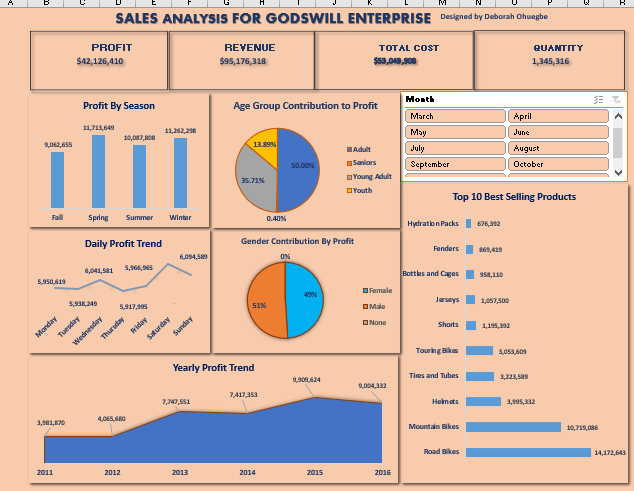 A B C D E F G H I J K L M N O P Q R
SALES ANALYSIS FOR GODSWILL ENTERPRISE Designed by Deborah Ohuegbe
PROFIT
$42,126,410
REVENUE
$95,176,318
TOTAL COST
$53,049,908
QUANTITY
1,345,316
Profit By Season
9,062,655 11,713,649 10,087,808 11,262,298
Fall Spring Summer Winter
Age Group Contribution to Profit
13.89%
50.00%
35.71%
0.40%
Adult
Seniors
Young Adult
Youth
Month
March April
May June
July August
September October
Daily Profit Trend
5,950,619 5,938,249 6,041,581 5,917,995 5,966,965 6,094,589
Monday Tuesday Wednesday Thursday Friday Saturday Sunday
Gender Contribution By Profit
0%
49%
51%
Female
Male
None
Top 10 Best Selling Products
Hydration Packs 676,392
Fenders 869,419
Bottles and Cages 958,110
Jerseys 1,057,500
Shorts 1,195,392
Touring Bikes 3,053,609
Tires and Tubes 3,223,589
Helmets 3,995,332
Mountain Bikes 10,719,086
Road Bikes 14,172,643
Yearly Profit Trend
3,981,870 4,065,680 7,747,551 7,417,353 9,909,624 9,004,332
2011 2012 2013 2014 2015 2016